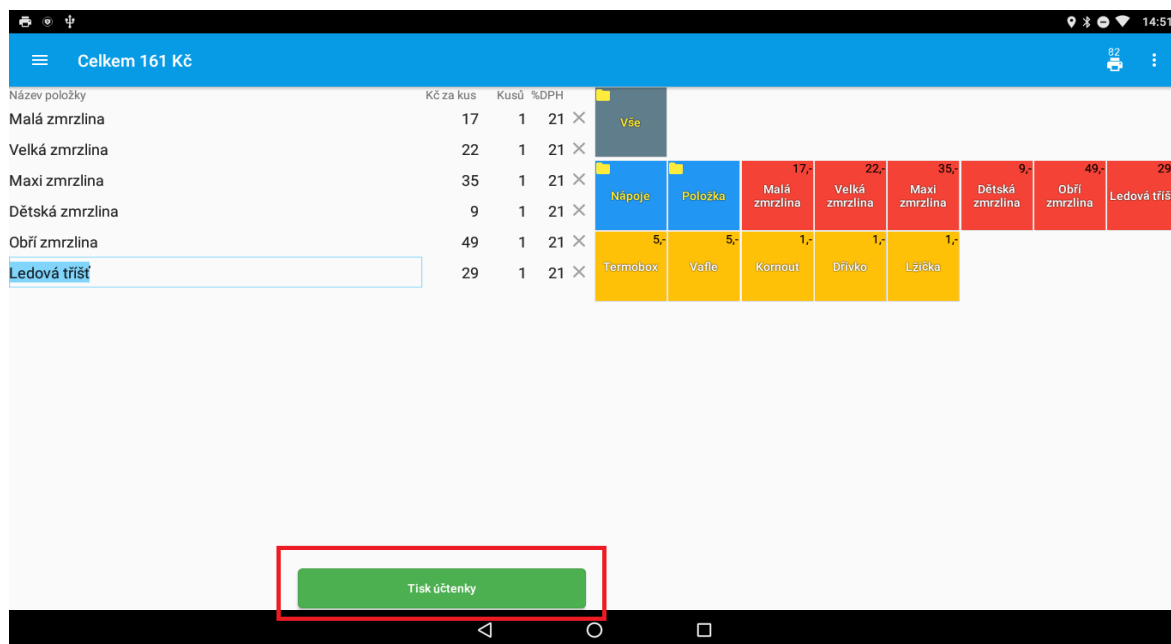 14:51
Celkem 161 Kč
82
Název položky Kč za kus Kusů %DPH
Malá zmrzlina 17 1 21
Velká zmrzlina 22 1 21
Maxi zmrzlina 35 1 21
Dětská zmrzlina 9 1 21
Obří zmrzlina 49 1 21
Ledová tříšť 29 1 21
Vše
17,- 22,- 35,- 9,- 49,- 29
Nápoje Položka Malá zmrzlina Velká zmrzlina Maxi zmrzlina Dětská zmrzlina Obří zmrzlina Ledová tříš
5,- 5,- 1,- 1,- 1,-
Termobox Vafle Kornout Dřívko Lžička
Tisk účtenky